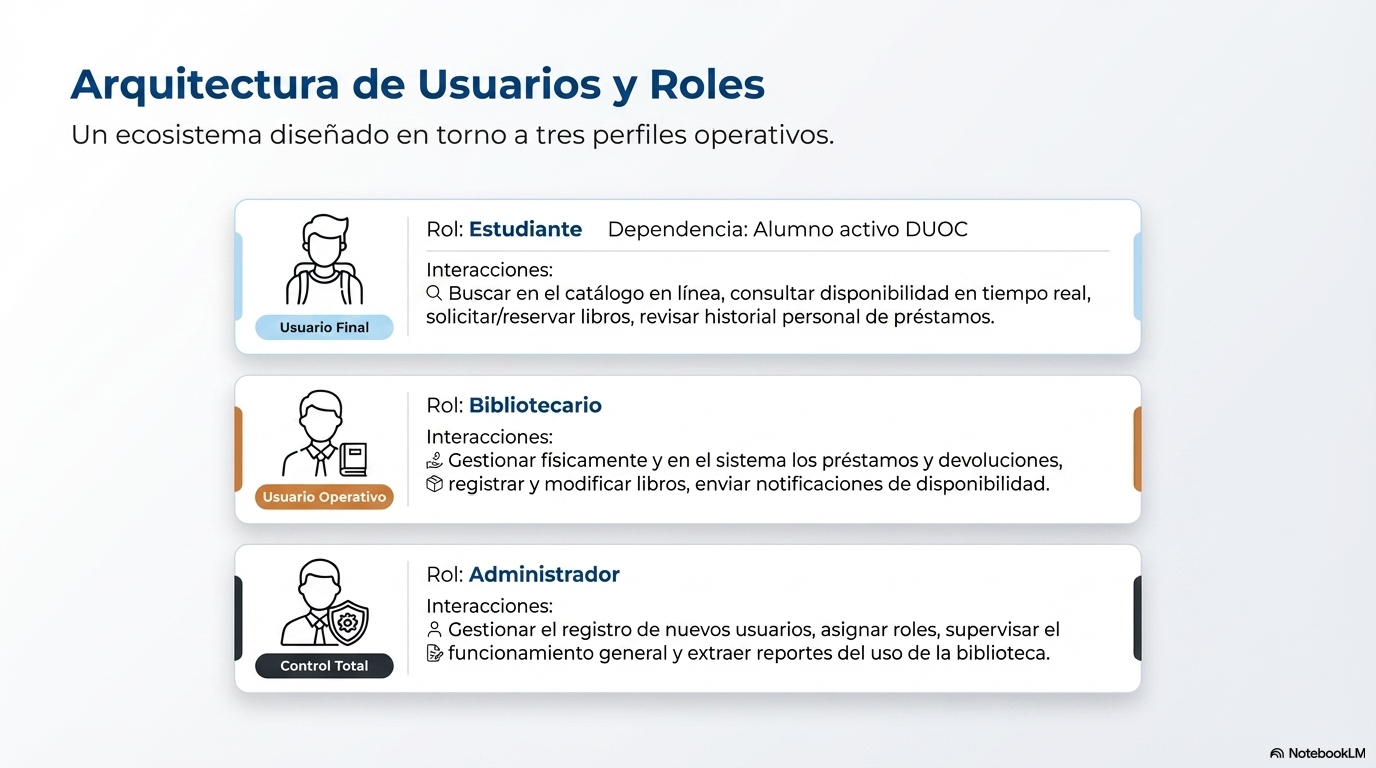 Arquitectura de Usuarios y Roles
Un ecosistema diseñado en torno a tres perfiles operativos.
Usuario Final
Rol: Estudiante Dependencia: Alumno activo DUOC
Interacciones:
Buscar en el catálogo en línea, consultar disponibilidad en tiempo real,
solicitar/reservar libros, revisar historial personal de préstamos.
Usuario Operativo
Rol: Bibliotecario
Interacciones:
Gestionar físicamente y en el sistema los préstamos y devoluciones,
registrar y modificar libros, enviar notificaciones de disponibilidad.
Control Total
Rol: Administrador
Interacciones:
Gestionar el registro de nuevos usuarios, asignar roles, supervisar el
funcionamiento general y extraer reportes del uso de la biblioteca.
NotebookLM